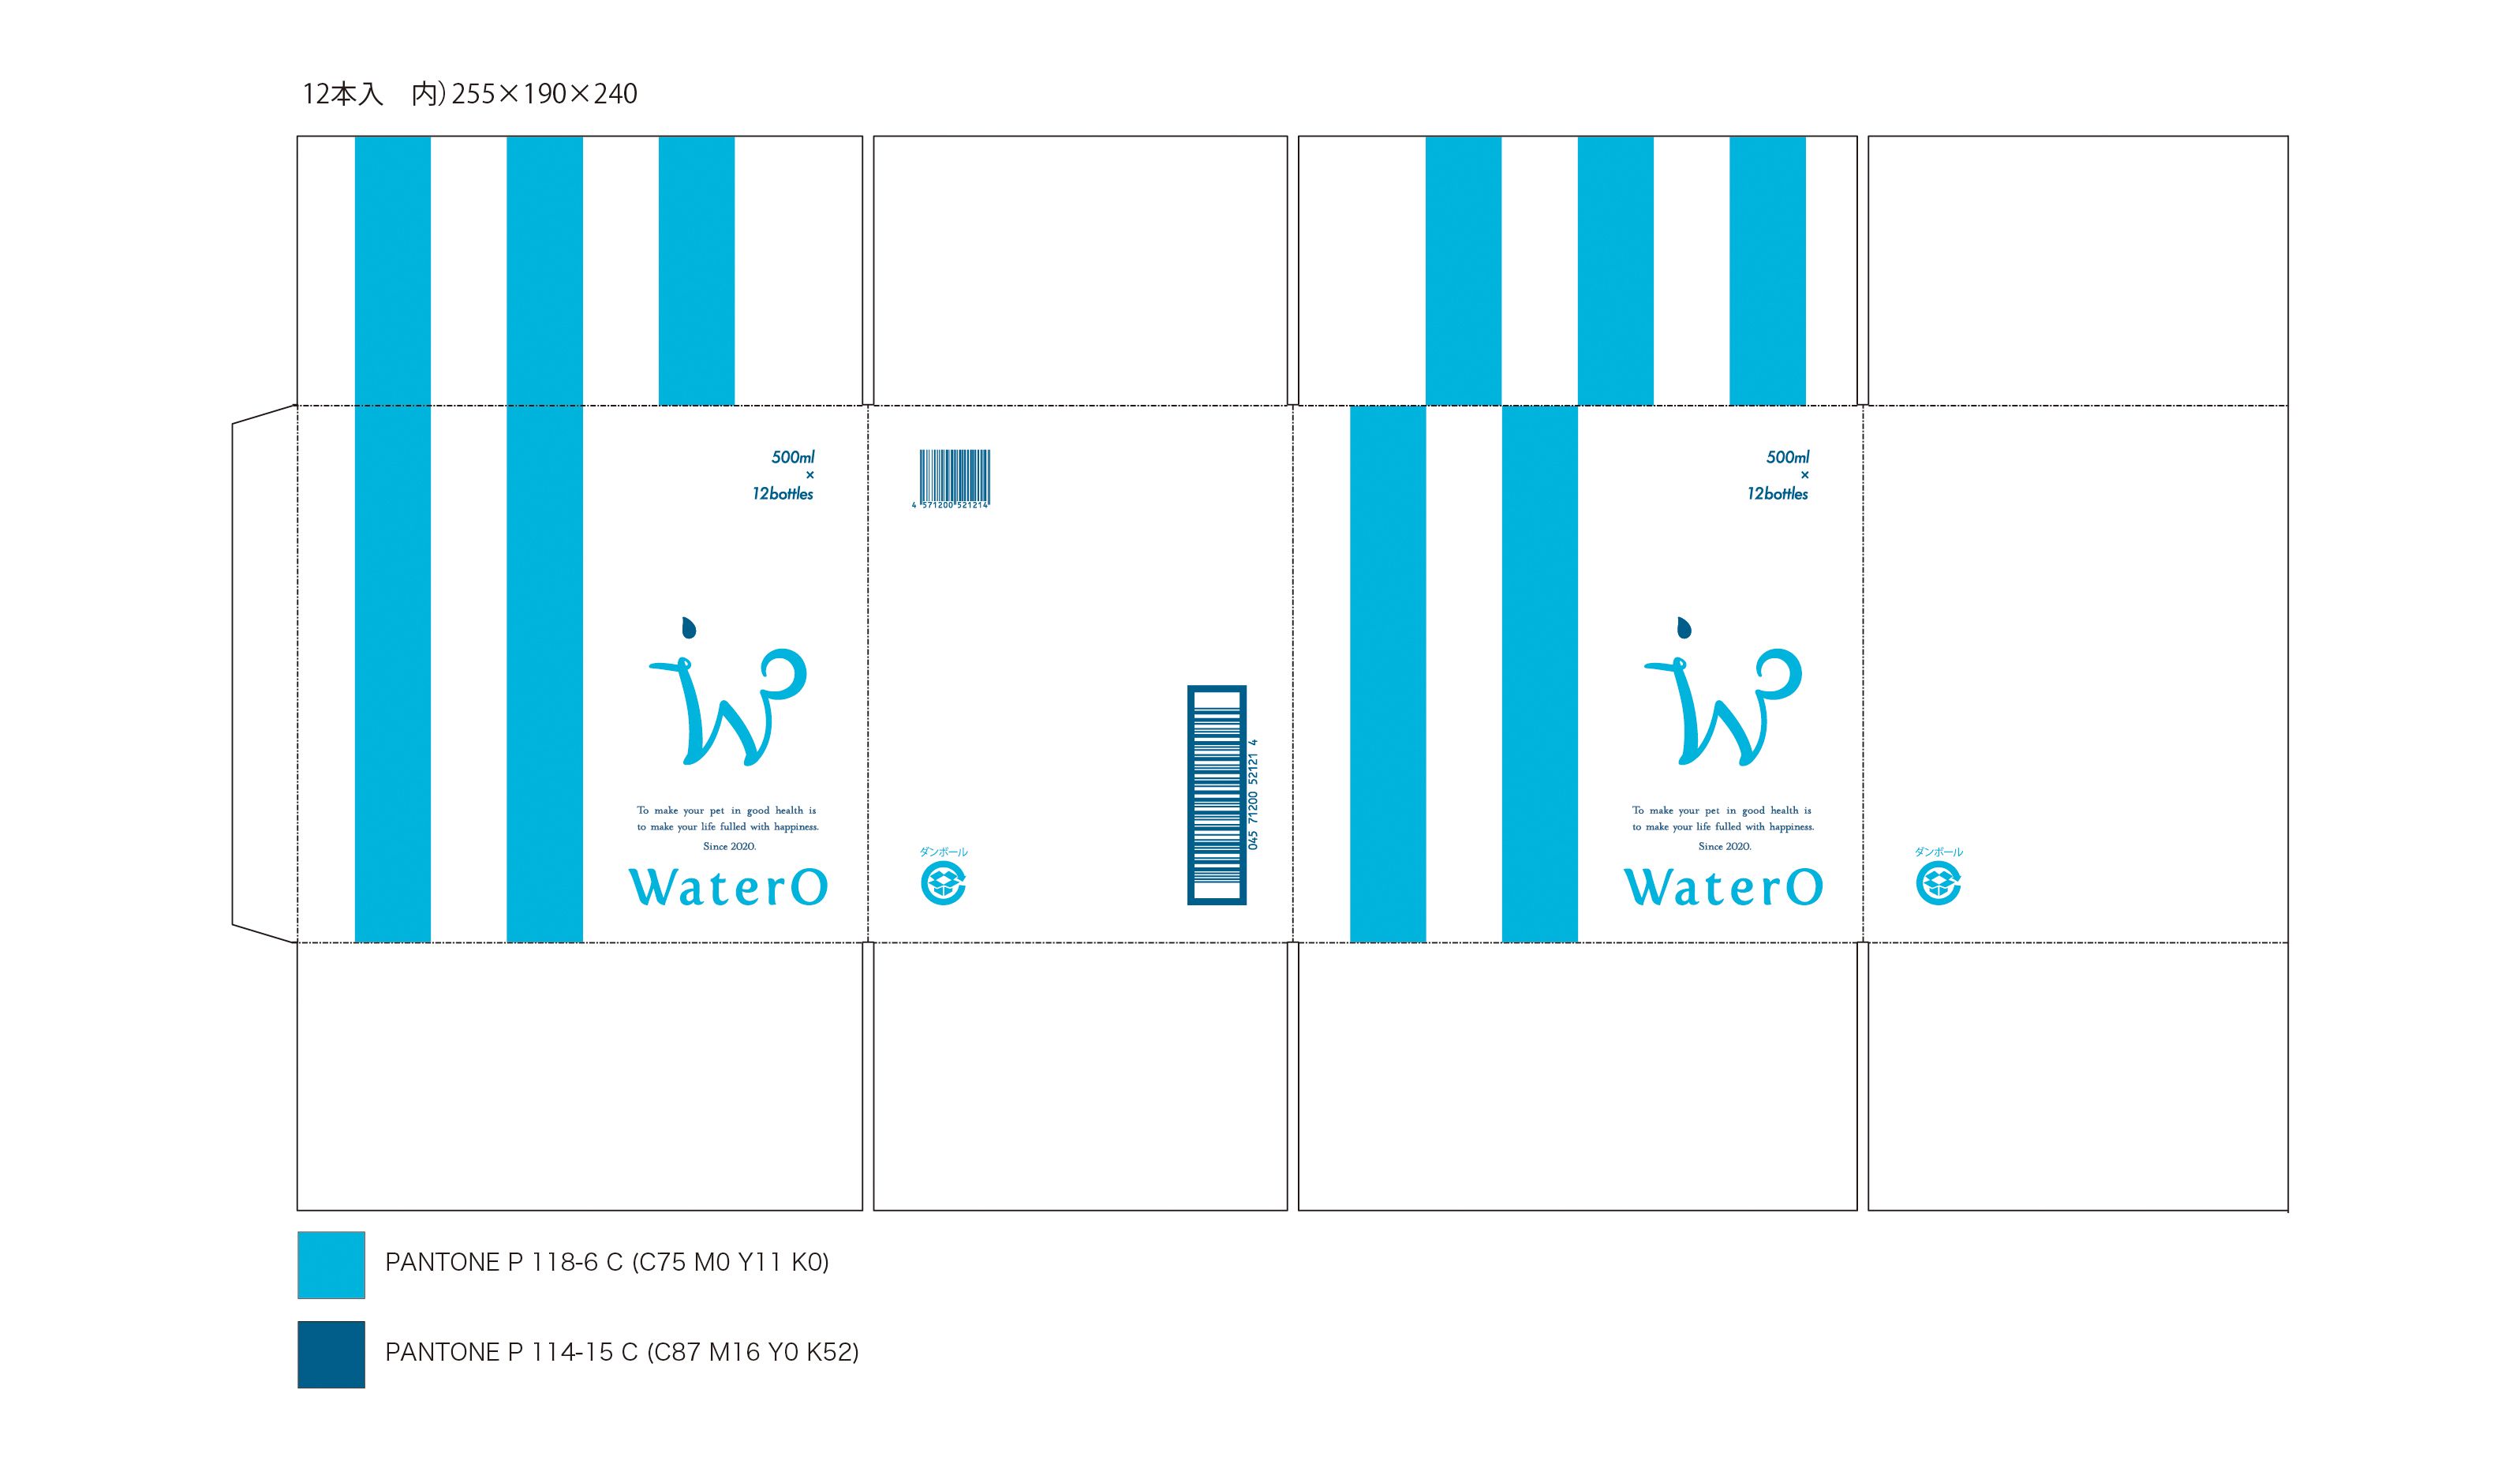 12本入　内）255×190×240
500ml
×
12bottles
To make your pet in good health is
to make your life fulled with happiness.
Since 2020.
WaterO
4 571200 521214
ダンボール
045 71200 52121 4
500ml
×
12bottles
To make your pet in good health is
to make your life fulled with happiness.
Since 2020.
WaterO
ダンボール
PANTONE P 118-6 C (C75 M0 Y11 K0)
PANTONE P 114-15 C (C87 M16 Y0 K52)